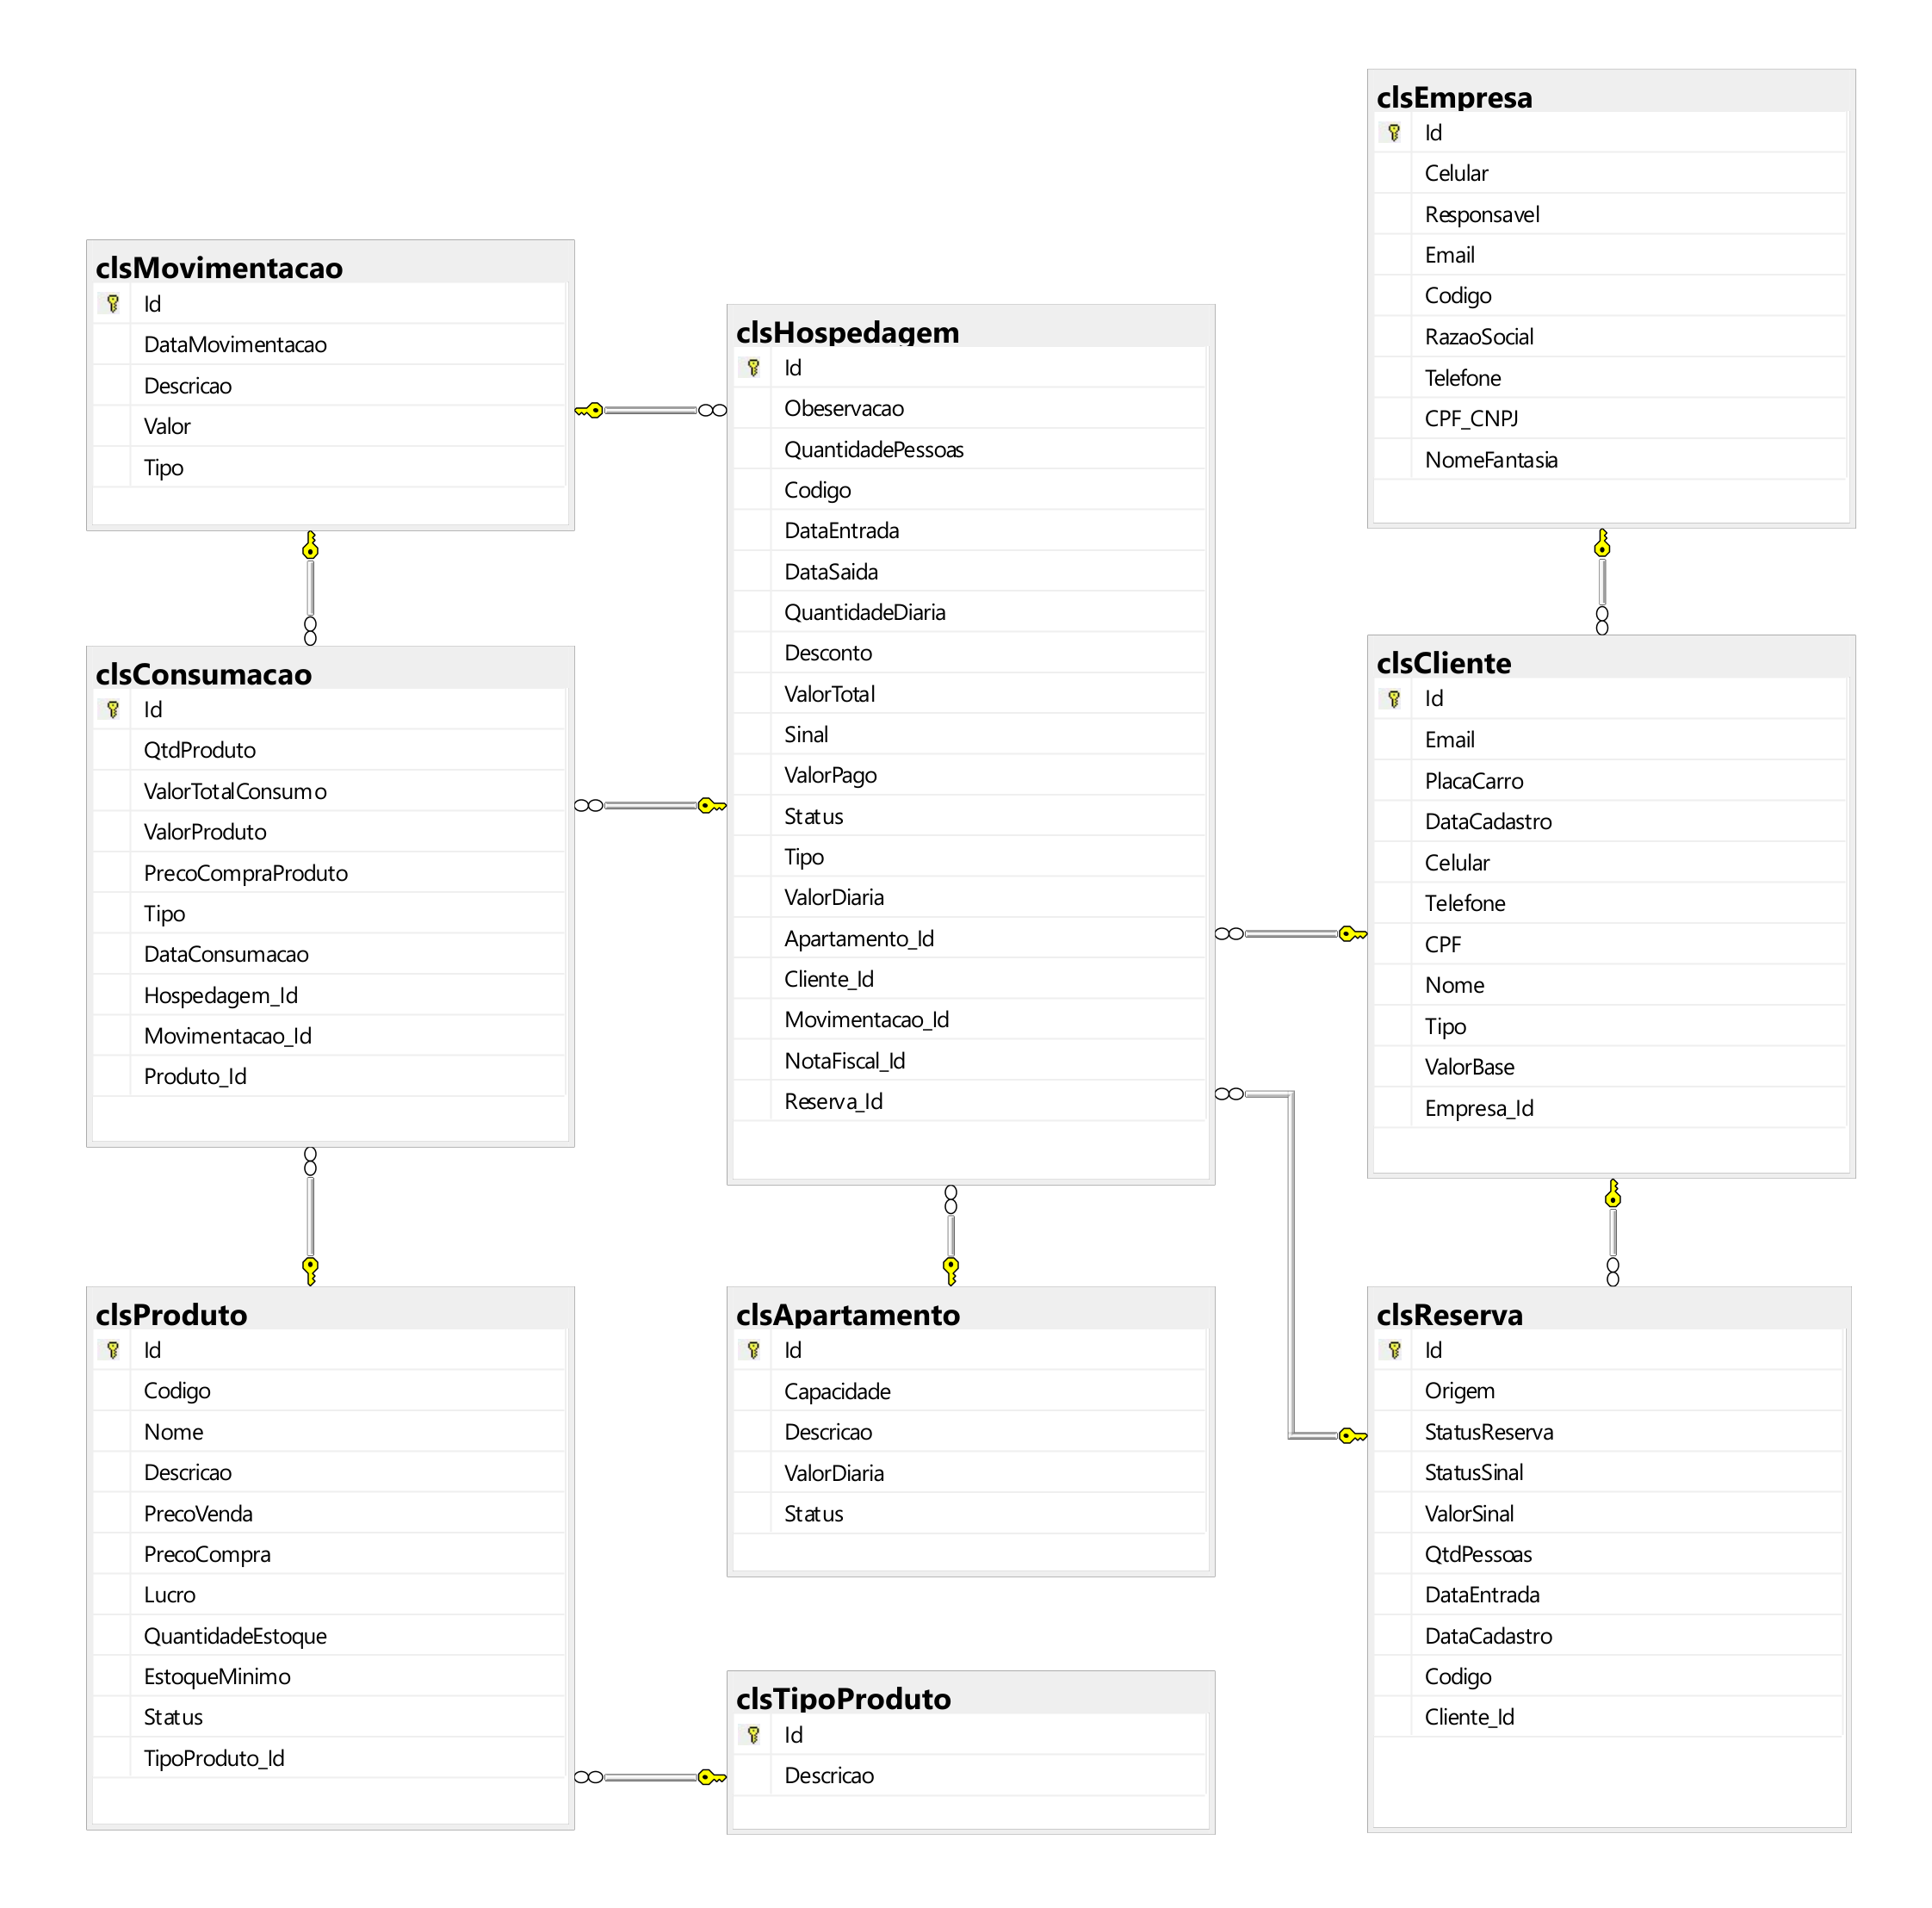 clsEmpresa
Id
Celular
Responsavel
Email
Codigo
RazaoSocial
Telefone
CPF_CNPJ
NomeFantasia
clsMovimentacao
Id
DataMovimentacao
Descricao
Valor
Tipo
clsHospedagem
Id
Obeservacao
QuantidadePessoas
Codigo
DataEntrada
DataSaida
QuantidadeDiaria
Desconto
ValorTotal
Sinal
ValorPago
Status
Tipo
ValorDiaria
Apartamento_Id
Cliente_Id
Movimentacao_Id
NotaFiscal_Id
Reserva_Id
clsConsumacao
Id
QtdProduto
ValorTotalConsumo
ValorProduto
PrecoCompraProduto
Tipo
DataConsumacao
Hospedagem_Id
Movimentacao_Id
Produto_Id
clsCliente
Id
Email
PlacaCarro
DataCadastro
Celular
Telefone
CPF
Nome
Tipo
ValorBase
Empresa_Id
clsProduto
Id
Codigo
Nome
Descricao
PrecoVenda
PrecoCompra
Lucro
QuantidadeEstoque
EstoqueMinimo
Status
TipoProduto_Id
clsApartamento
Id
Capacidade
Descricao
ValorDiaria
Status
clsTipoProduto
Id
Descricao
clsReserva
Id
Origem
StatusReserva
StatusSinal
ValorSinal
QtdPessoas
DataEntrada
DataCadastro
Codigo
Cliente_Id